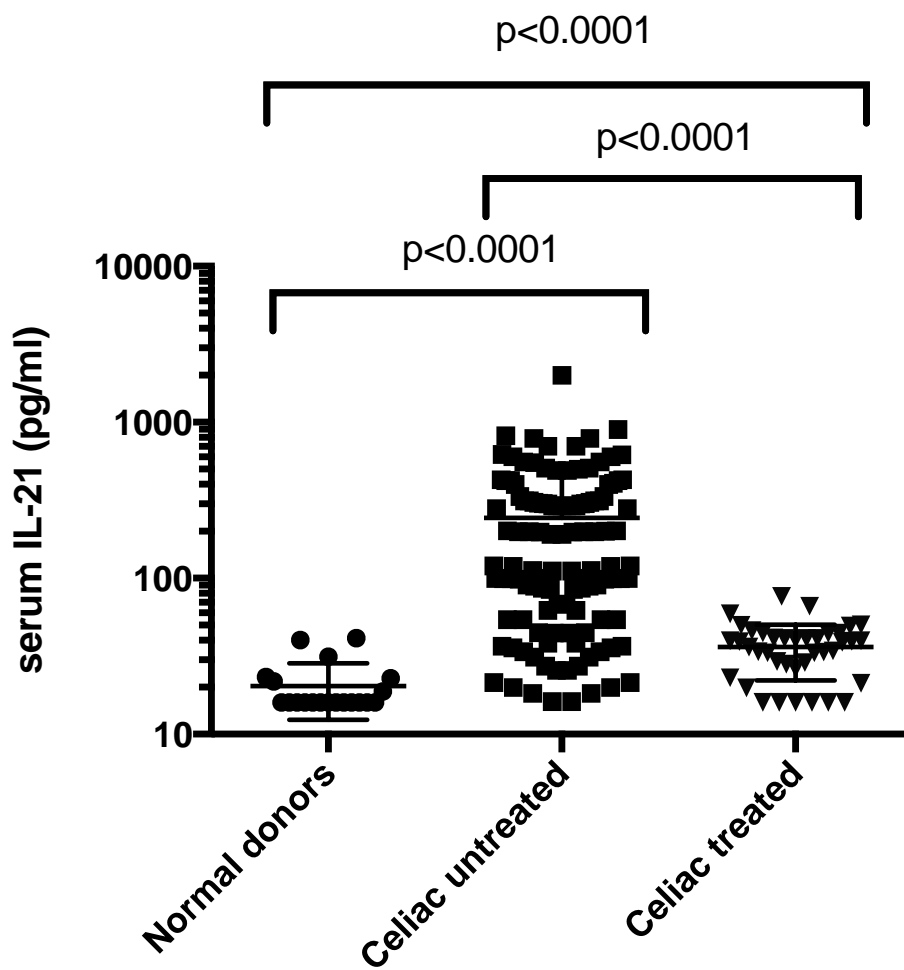 p<0.0001
p<0.0001
p<0.0001
serum IL-21 (pg/ml)
10000
1000
100
10
Normal donors
Celiac untreated
Celiac treated